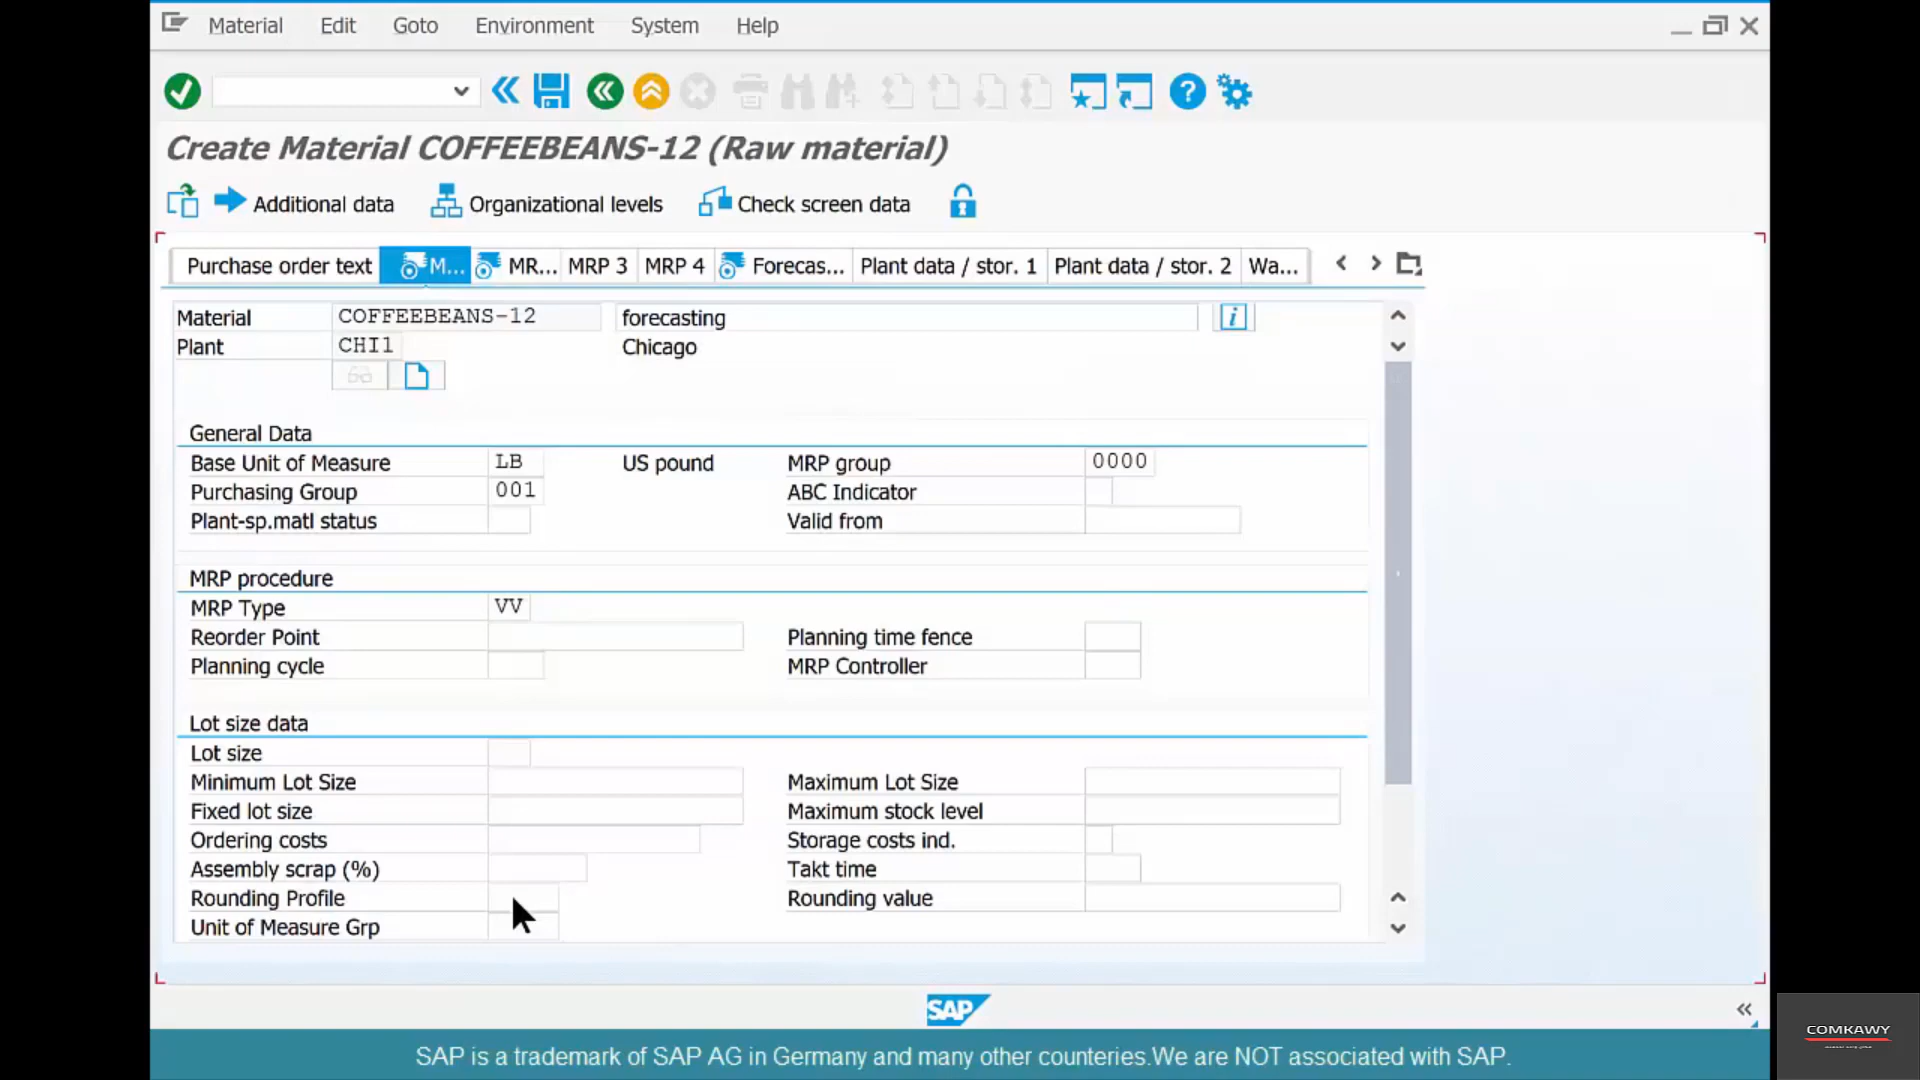 Material Edit Goto Environment System Help
Create Material COFFEEBEANS-12 (Raw material)
Additional data Organizational levels Check screen data
Purchase order text M... MR... MRP 3 MRP 4 Forecas... Plant data / stor. 1 Plant data / stor. 2 Wa...
Material COFFEEBEANS-12 forecasting
Plant CHI1 Chicago
General Data
Base Unit of Measure LB US pound MRP group 0000
Purchasing Group 001 ABC Indicator
Plant-sp.matl status Valid from
MRP procedure
MRP Type VV
Reorder Point Planning time fence
Planning cycle MRP Controller
Lot size data
Lot size
Minimum Lot Size Maximum Lot Size
Fixed lot size Maximum stock level
Ordering costs Storage costs ind.
Assembly scrap (%) Takt time
Rounding Profile Rounding value
Unit of Measure Grp
SAP
COMKAWY
SAP is a trademark of SAP AG in Germany and many other counteries.We are NOT associated with SAP.